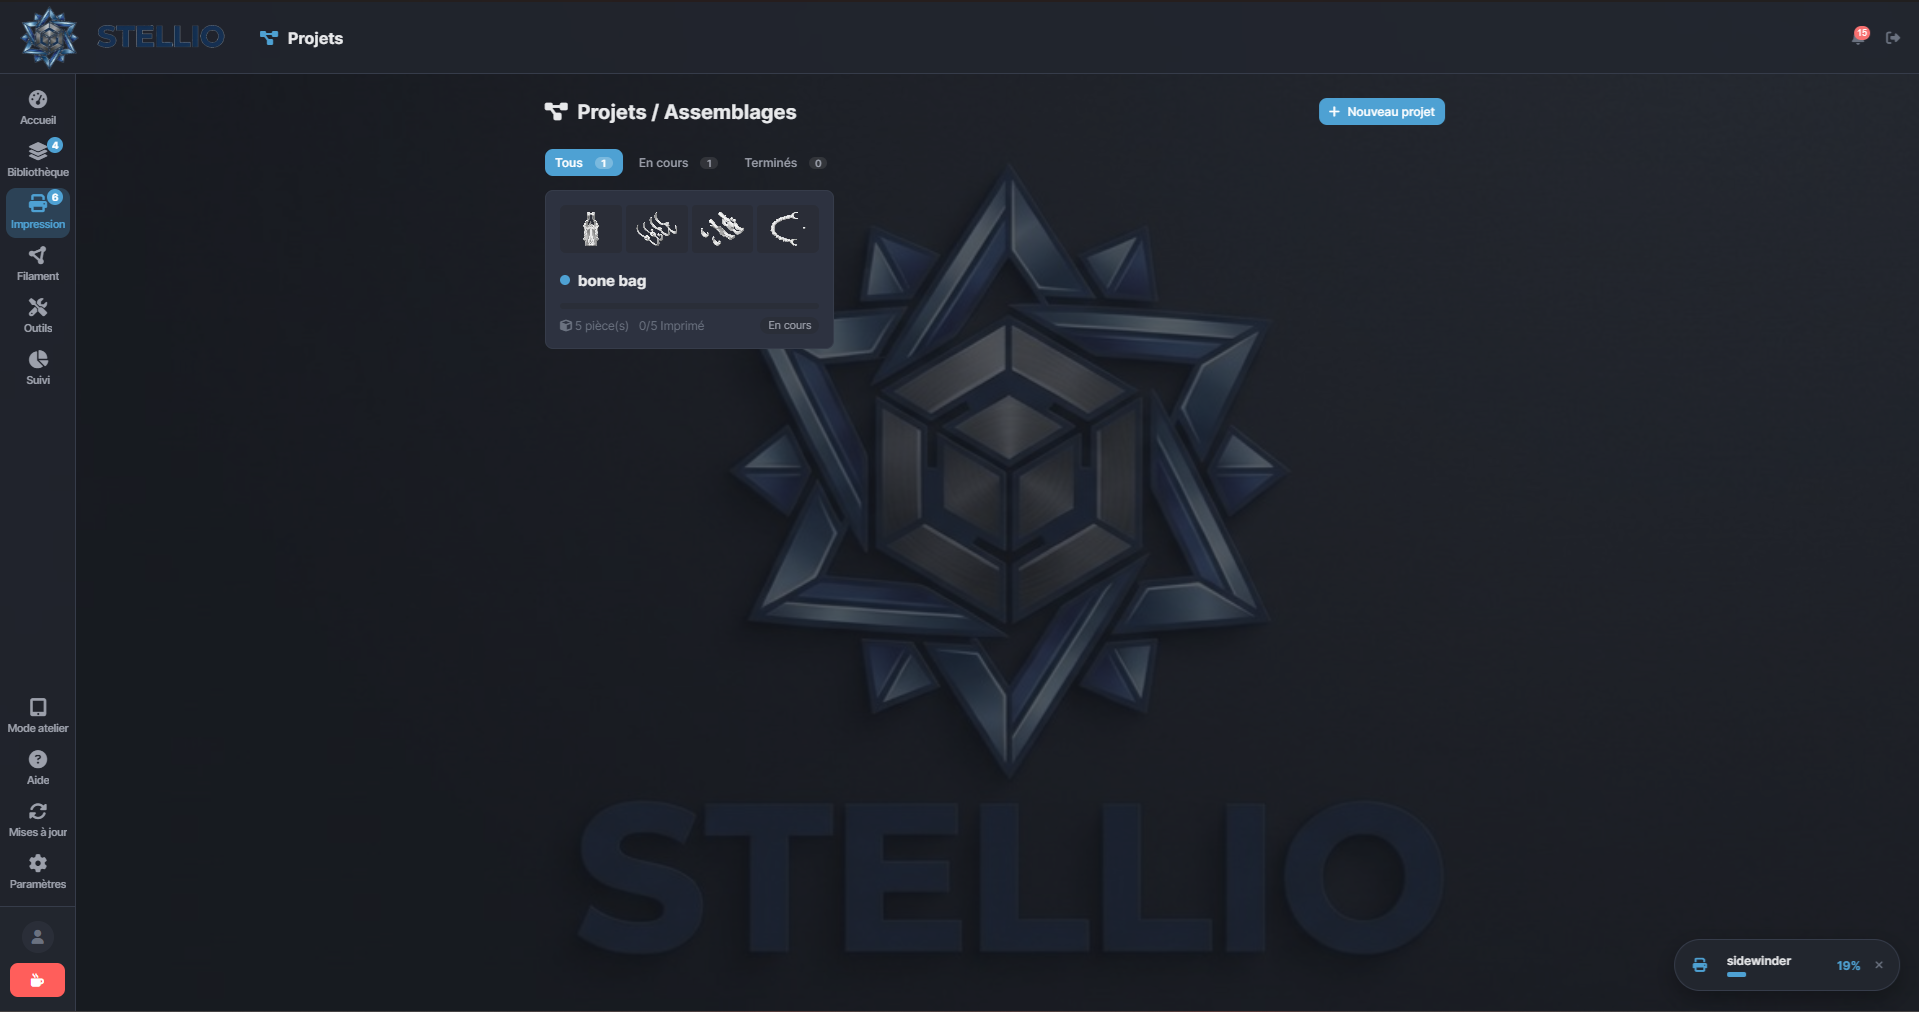 STELLIO
Projets
15
Accueil
4
Bibliothèque
6
Impression
Filament
Outils
Suivi
Mode atelier
Aide
Mises à jour
Paramètres
Projets / Assemblages
+ Nouveau projet
Tous 1 En cours 1 Terminés 0
bone bag
5 pièce(s) 0/5 Imprimé En cours
STELLIO
sidewinder
19% ×